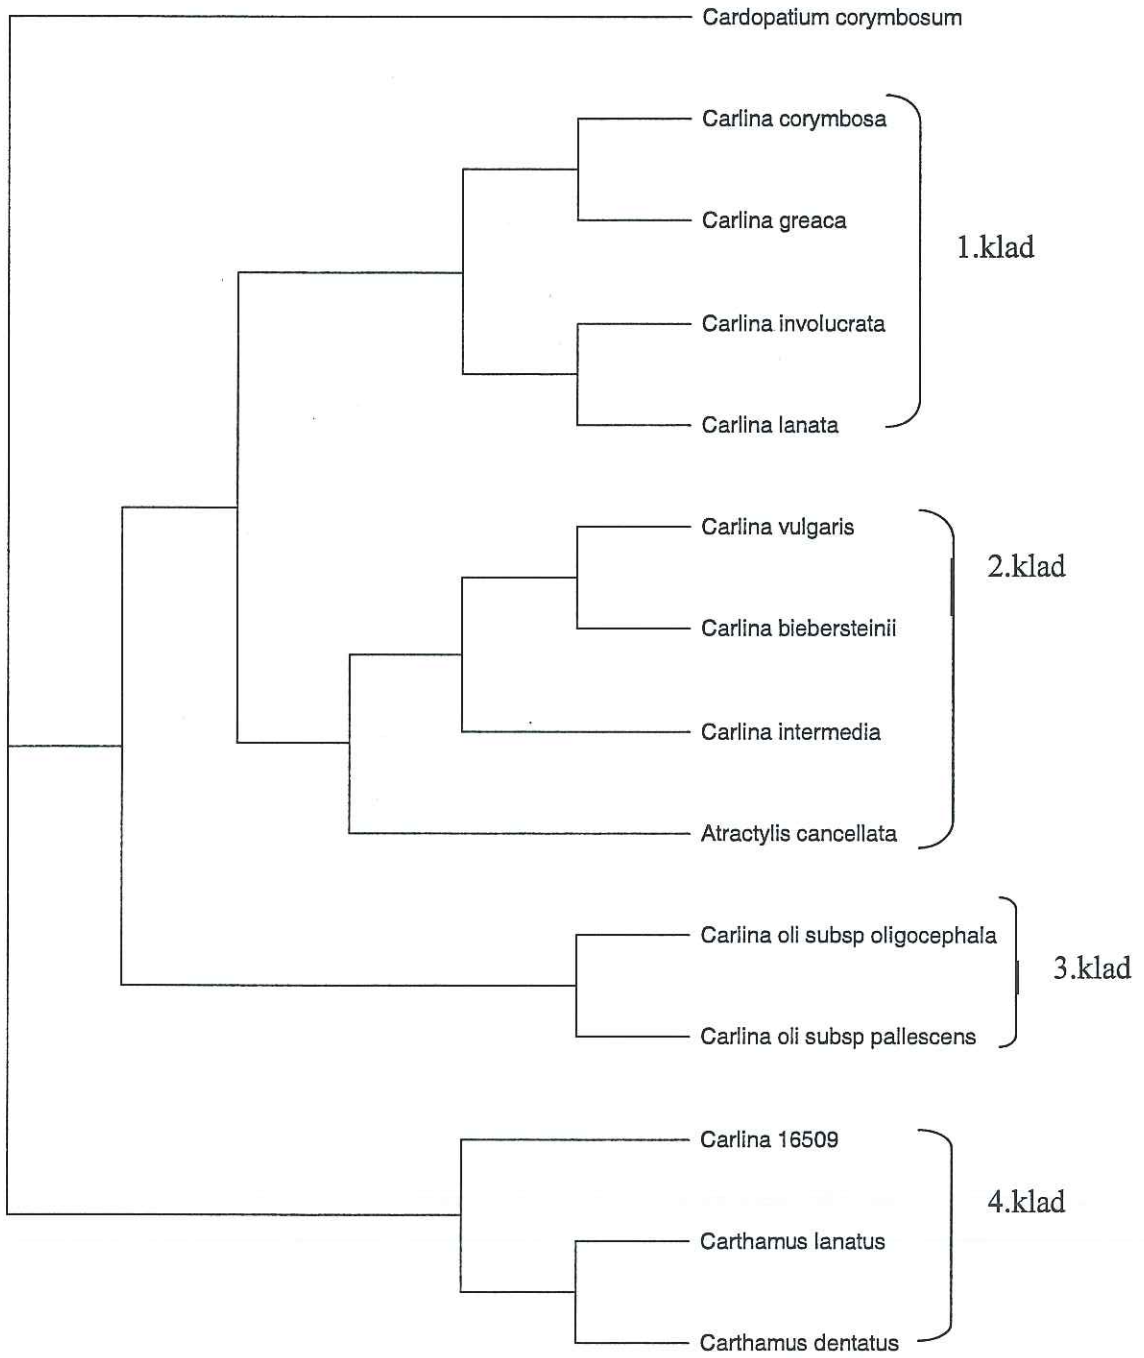 Cardopatium corymbosum
Carlina corymbosa
Carlina greaca
1.klad
Carlina involucrata
Carlina lanata
Carlina vulgaris
2.klad
Carlina biebersteinii
Carlina intermedia
Atractylis cancellata
Carlina oli subsp oligocephala
3.klad
Carlina oli subsp pallescens
Carlina 16509
4.klad
Carthamus lanatus
Carthamus dentatus